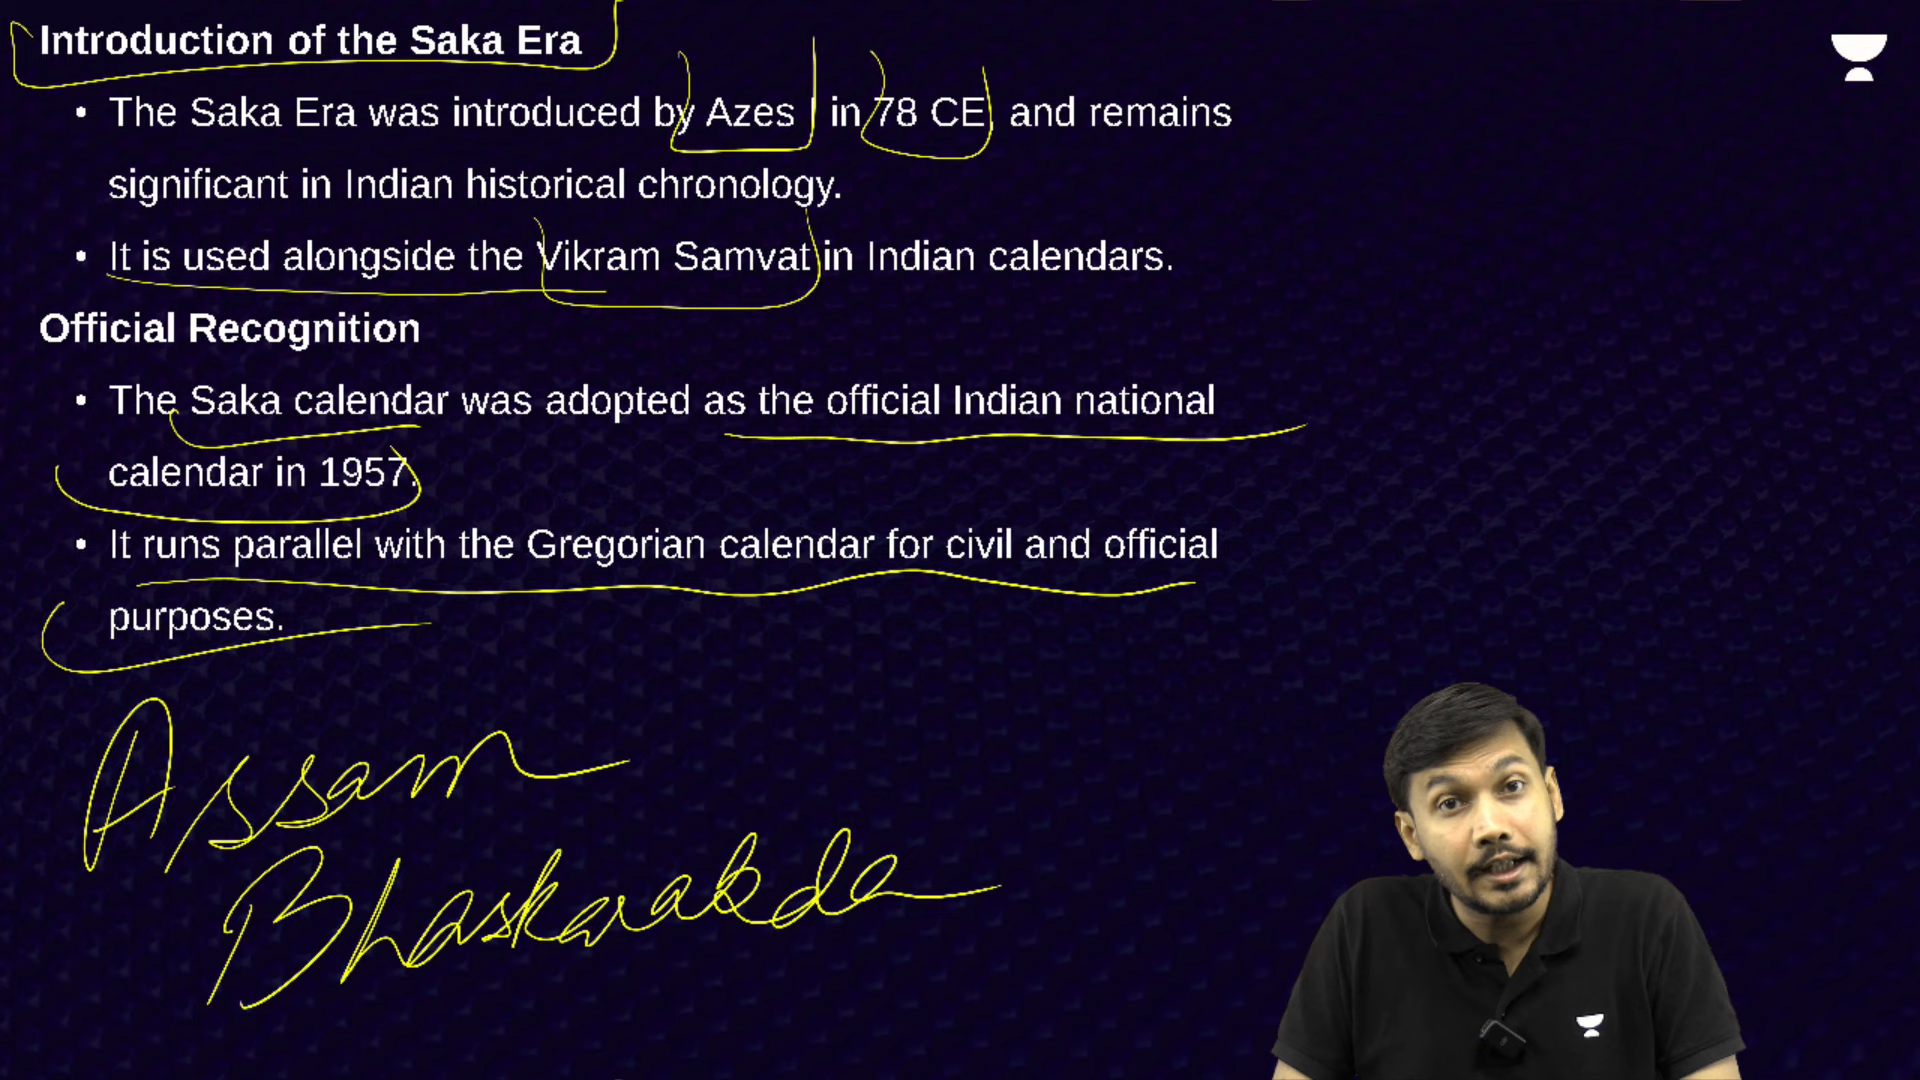 Introduction of the Saka Era
• The Saka Era was introduced by Azes I in 78 CE and remains
significant in Indian historical chronology.
• It is used alongside the Vikram Samvat in Indian calendars.
Official Recognition
• The Saka calendar was adopted as the official Indian national
calendar in 1957.
• It runs parallel with the Gregorian calendar for civil and official
purposes.
Assam
Bhaskarabda